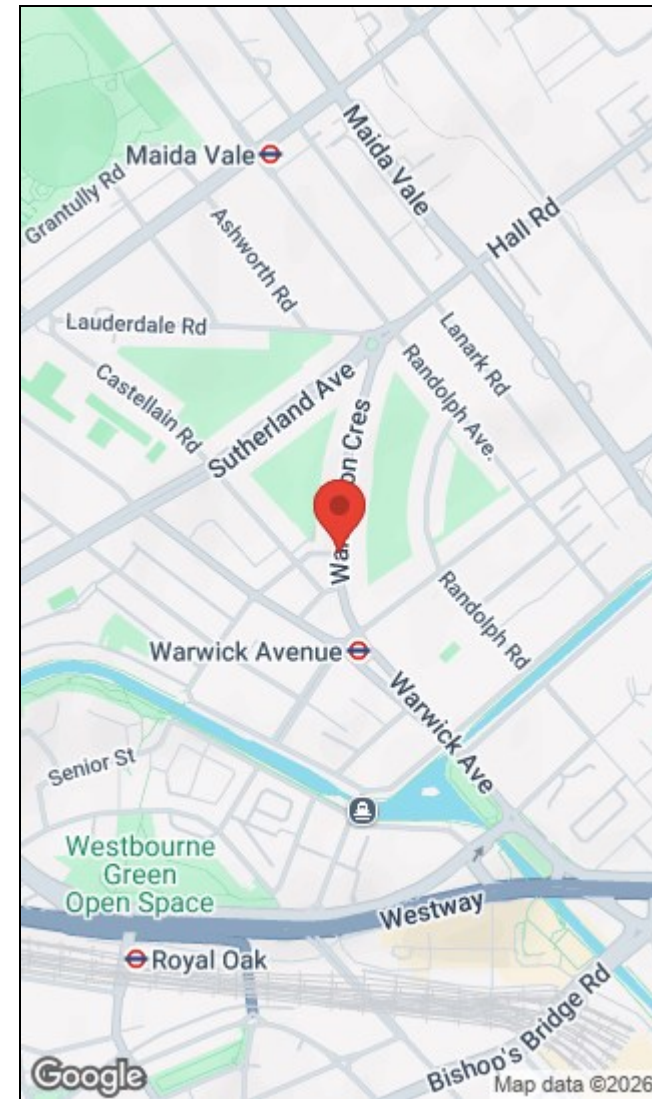 Maida Vale
Maida Vale
Grantully Rd
Ashworth Rd
Hall Rd
Lauderdale Rd
Lanark Rd
Castellain Rd
Sutherland Ave
Randolph Ave.
on Cres
Wa
Randolph Rd
Warwick Avenue
Warwick Ave
Senior St
Westbourne
Green
Open Space
Westway
Royal Oak
Bishop's Bridge Rd
Google
Map data ©2026